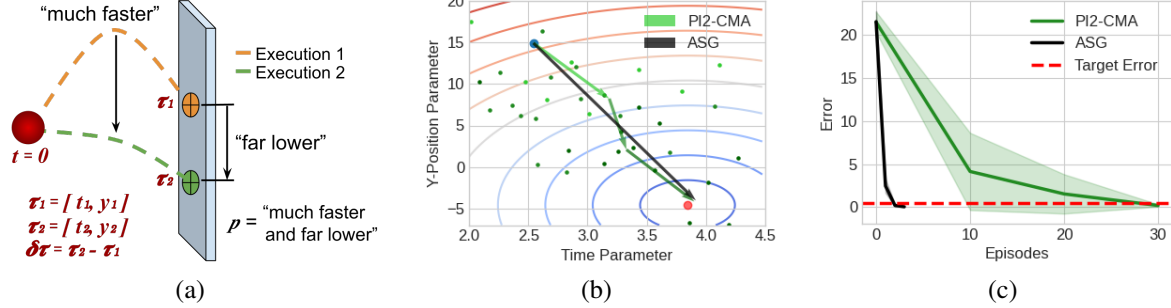 “much faster”
Execution 1
Execution 2
τ1
“far lower”
t = 0
τ2
τ1 = [ t1, y1 ]
τ2 = [ t2, y2 ]
δτ = τ2 - τ1
p = “much faster
and far lower”
(a)
PI2-CMA
ASG
Y-Position Parameter
20
15
10
5
0
−5
2.0 2.5 3.0 3.5 4.0 4.5
Time Parameter
(b)
PI2-CMA
ASG
Target Error
Error
20
15
10
5
0
0 10 20 30
Episodes
(c)